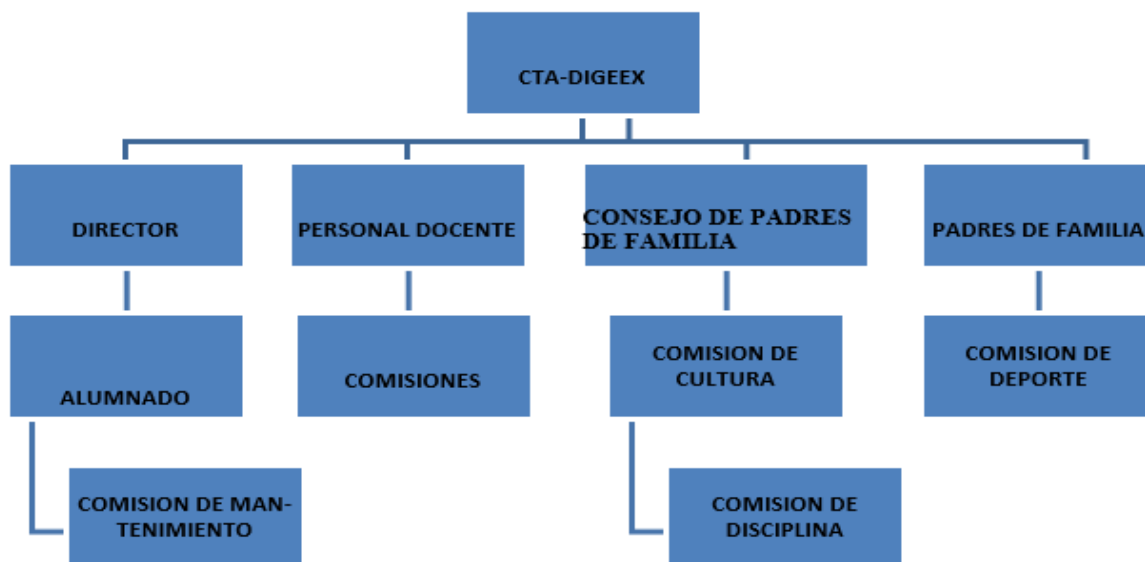 CTA-DIGEEX
DIRECTOR
PERSONAL DOCENTE
CONSEJO DE PADRES
DE FAMILIA
PADRES DE FAMILIA
ALUMNADO
COMISIONES
COMISION DE
CULTURA
COMISION DE
DEPORTE
COMISION DE MAN-
TENIMIENTO
COMISION DE
DISCIPLINA